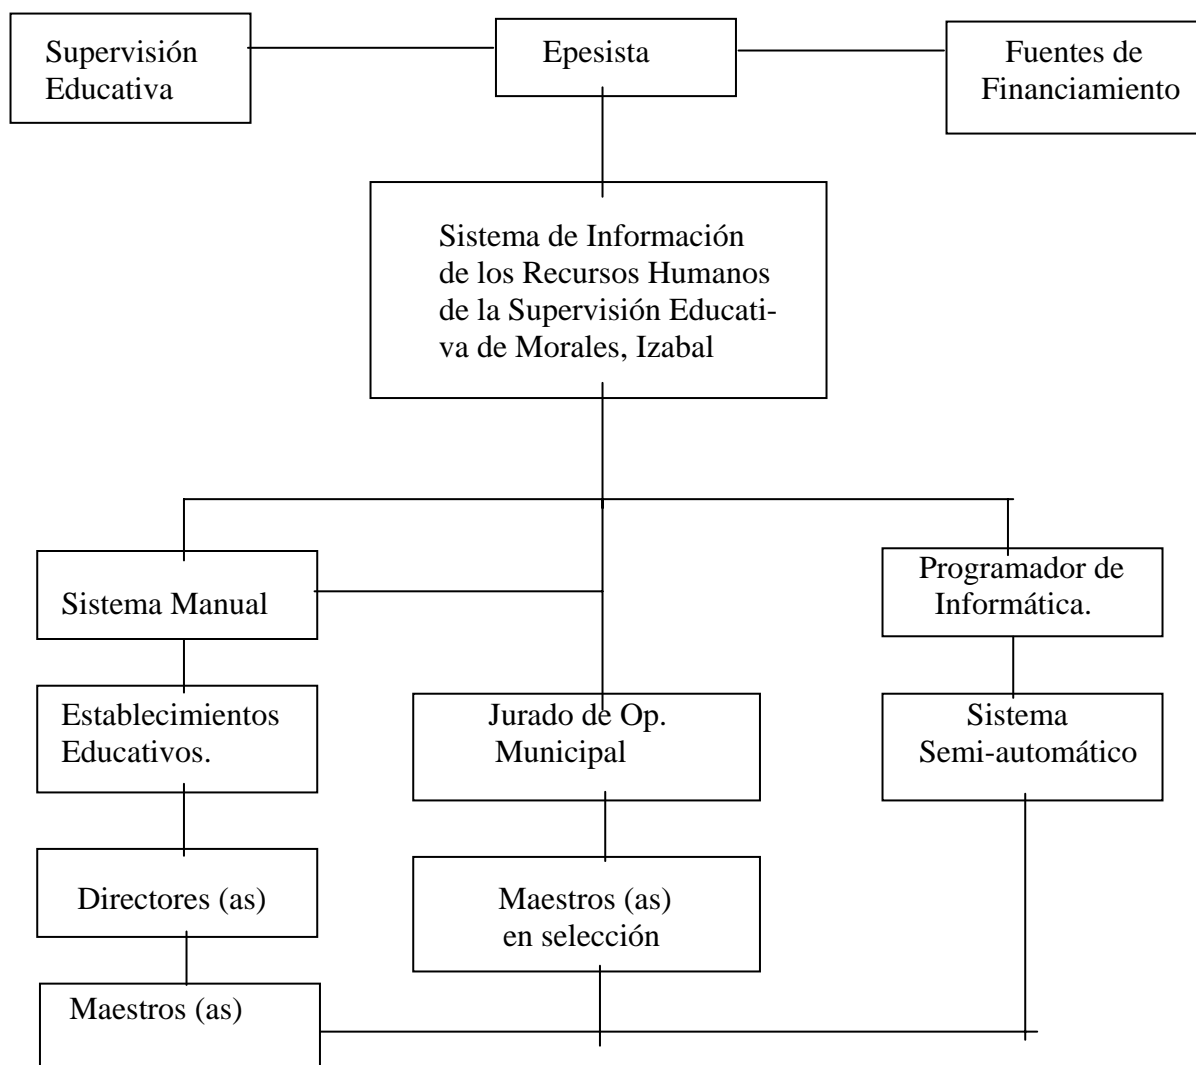 Supervisión
Educativa
Epesista
Fuentes de
Financiamiento
Sistema de Información
de los Recursos Humanos
de la Supervisión Educati-
va de Morales, Izabal
Sistema Manual
Programador de
Informática.
Establecimientos
Educativos.
Jurado de Op.
Municipal
Sistema
Semi-automático
Directores (as)
Maestros (as)
en selección
Maestros (as)